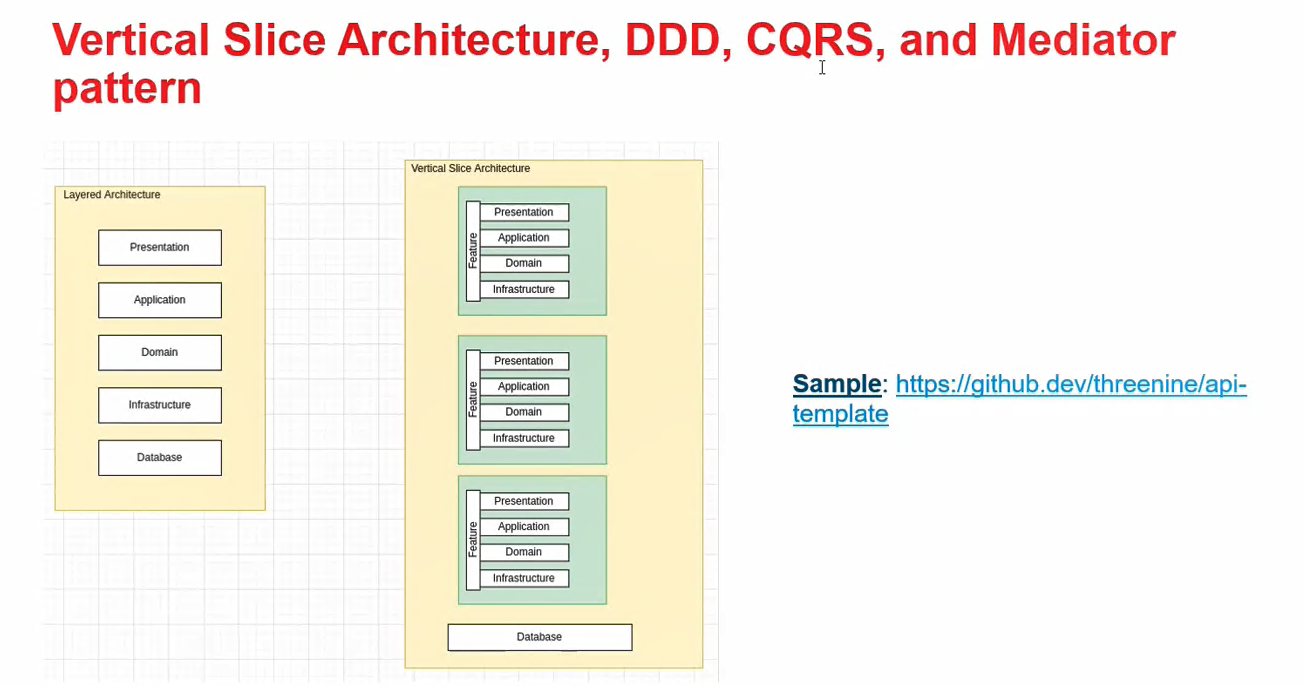 Vertical Slice Architecture, DDD, CQRS, and Mediator
pattern
Layered Architecture
Presentation
Application
Domain
Infrastructure
Database
Vertical Slice Architecture
Feature
Presentation
Application
Domain
Infrastructure
Feature
Presentation
Application
Domain
Infrastructure
Feature
Presentation
Application
Domain
Infrastructure
Database
Sample: https://github.dev/threenine/api-
template